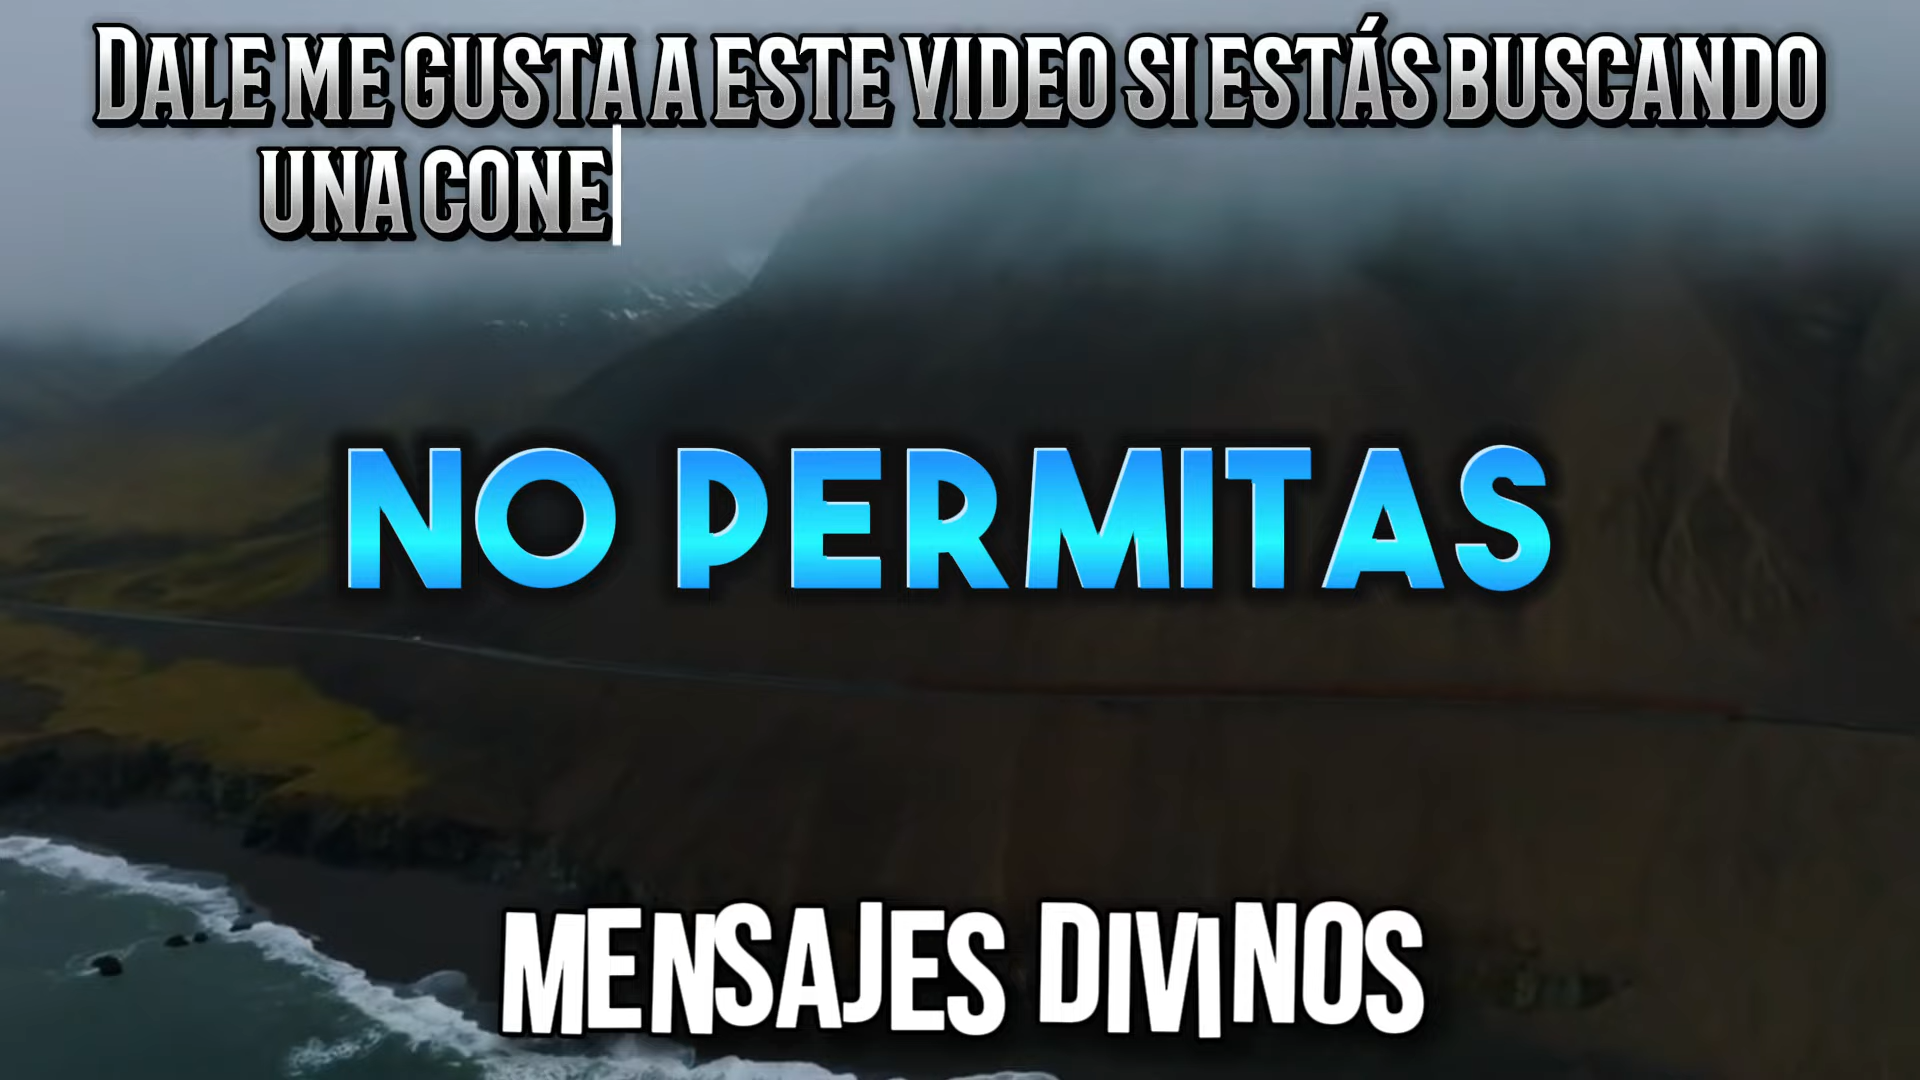 DALE ME GUSTA A ESTE VIDEO SI ESTÁS BUSCANDO
UNA CONE
NO PERMITAS
MENSAJES DIVINOS